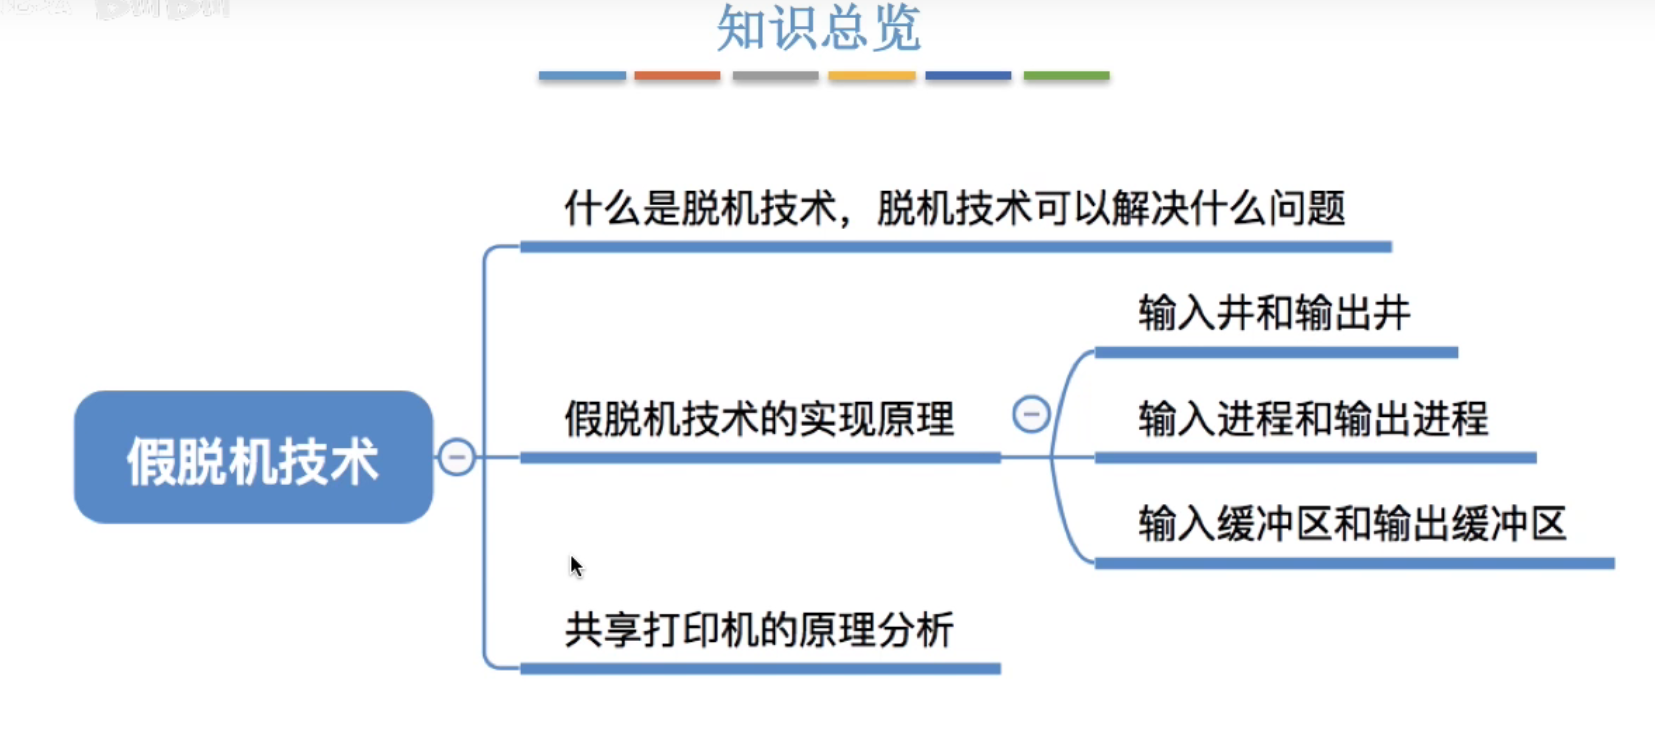 知识总览
什么是脱机技术，脱机技术可以解决什么问题
输入井和输出井
假脱机技术的实现原理
输入进程和输出进程
假脱机技术
输入缓冲区和输出缓冲区
共享打印机的原理分析